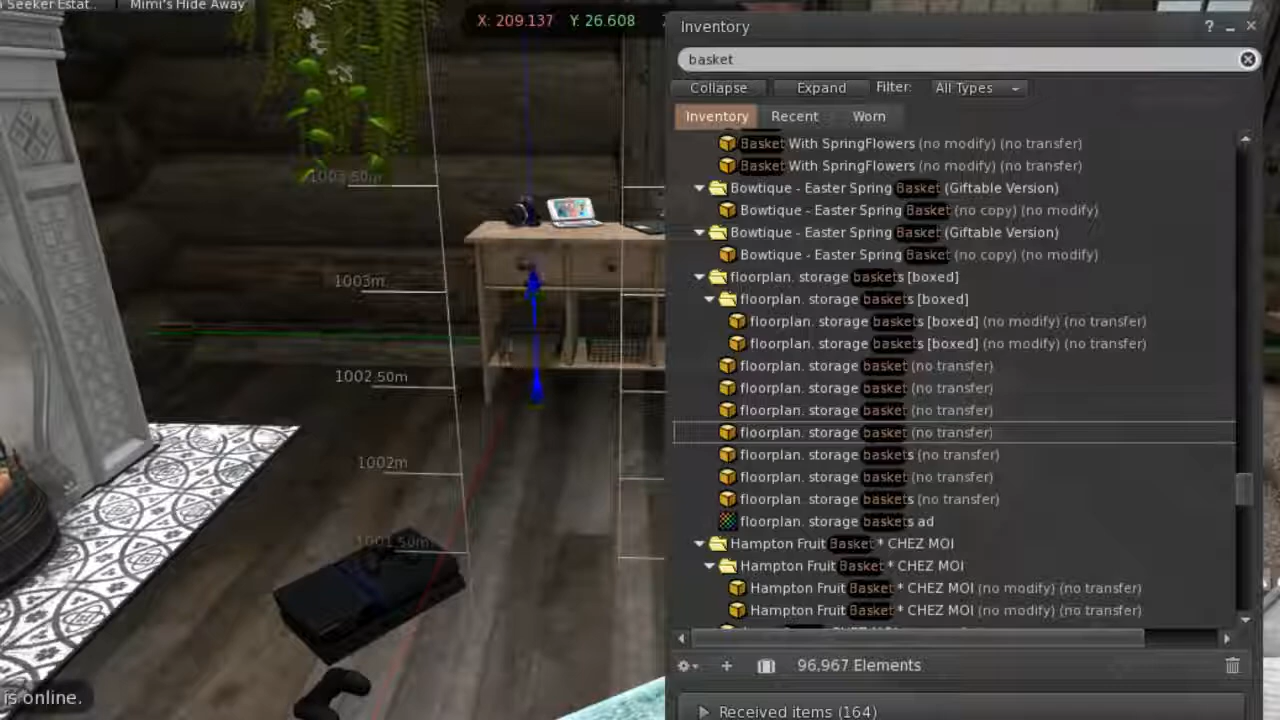 Seeker Estat..
Mimi's Hide Away
X: 209.137 Y: 26.608
1003.50m
1003m
1002.50m
1002m
1001.50m
is online.
Inventory
? _ ×
basket
Collapse Expand Filter: All Types
Inventory Recent Worn
Basket With SpringFlowers (no modify) (no transfer)
Basket With SpringFlowers (no modify) (no transfer)
Bowtique - Easter Spring Basket (Giftable Version)
Bowtique - Easter Spring Basket (no copy) (no modify)
Bowtique - Easter Spring Basket (Giftable Version)
Bowtique - Easter Spring Basket (no copy) (no modify)
floorplan. storage baskets [boxed]
floorplan. storage baskets [boxed]
floorplan. storage baskets [boxed] (no modify) (no transfer)
floorplan. storage baskets [boxed] (no modify) (no transfer)
floorplan. storage basket (no transfer)
floorplan. storage basket (no transfer)
floorplan. storage basket (no transfer)
floorplan. storage basket (no transfer)
floorplan. storage baskets (no transfer)
floorplan. storage baskets (no transfer)
floorplan. storage baskets (no transfer)
floorplan. storage baskets ad
Hampton Fruit Basket * CHEZ MOI
Hampton Fruit Basket * CHEZ MOI
Hampton Fruit Basket * CHEZ MOI (no modify) (no transfer)
Hampton Fruit Basket * CHEZ MOI (no modify) (no transfer)
96,967 Elements
Received items (164)